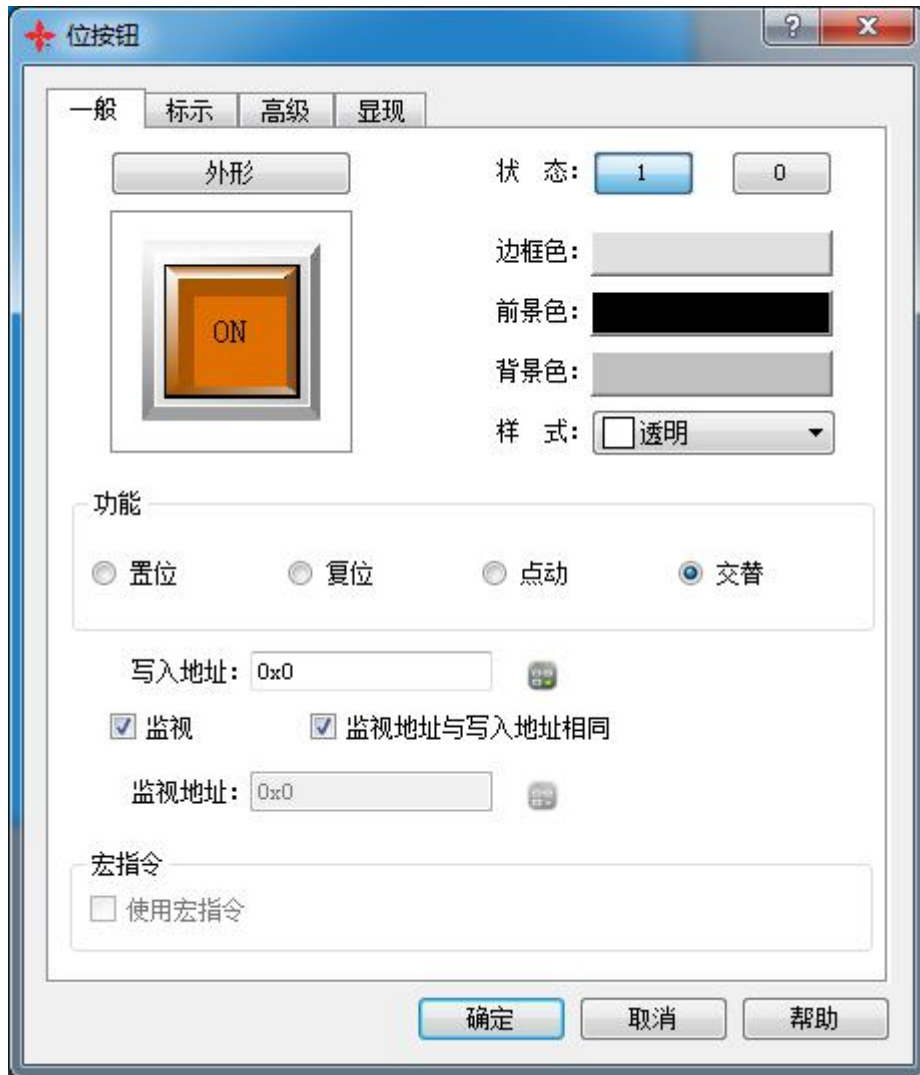 位按钮
一般 标示 高级 显现
外形 状 态： 1 0
边框色：
ON
前景色：
背景色：
样 式： 透明
功能
置位 复位 点动 交替
写入地址： 0x0
监视 监视地址与写入地址相同
监视地址： 0x0
宏指令
使用宏指令
确定 取消 帮助